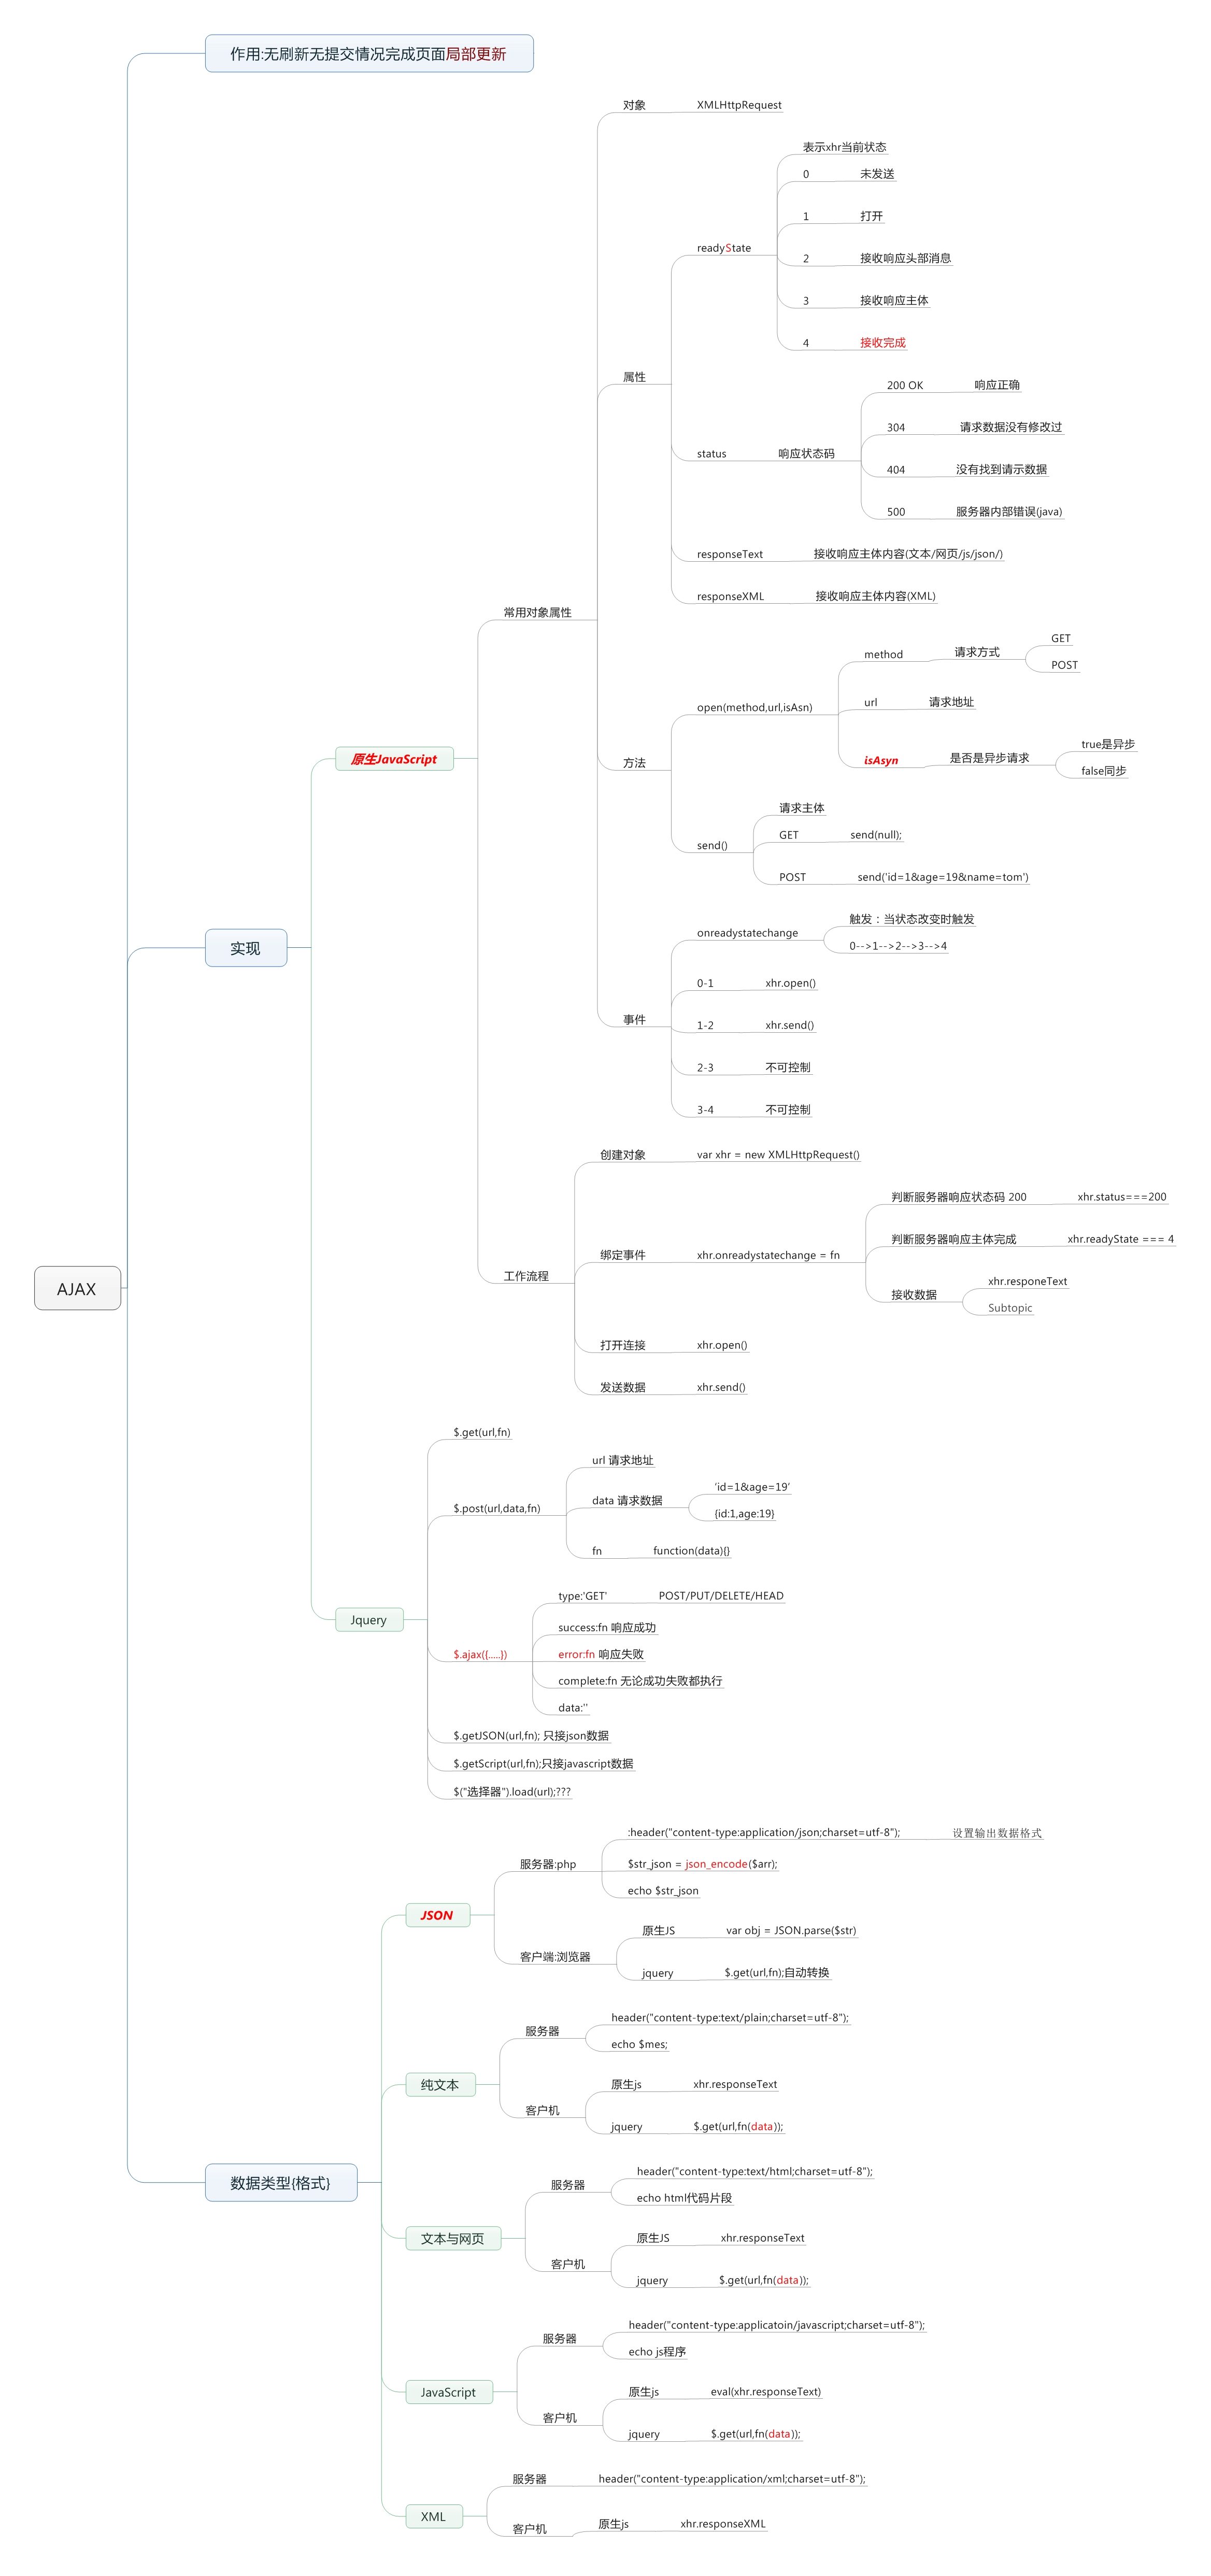 作用:无刷新无提交情况完成页面局部更新
对象
XMLHttpRequest
表示xhr当前状态
0
未发送
1
打开
readyState
2
接收响应头部消息
3
接收响应主体
4
接收完成
属性
200 OK
响应正确
304
请求数据没有修改过
status
响应状态码
404
没有找到请示数据
500
服务器内部错误(java)
responseText
接收响应主体内容(文本/网页/js/json/)
responseXML
接收响应主体内容(XML)
常用对象属性
GET
method
请求方式
POST
open(method,url,isAsn)
url
请求地址
true是异步
isAsyn
是否是异步请求
false同步
原生JavaScript
方法
请求主体
GET
send(null);
send()
POST
send('id=1&age=19&name=tom')
触发：当状态改变时触发
onreadystatechange
0-->1-->2-->3-->4
实现
0-1
xhr.open()
事件
1-2
xhr.send()
2-3
不可控制
3-4
不可控制
创建对象
var xhr = new XMLHttpRequest()
判断服务器响应状态码 200
xhr.status===200
判断服务器响应主体完成
xhr.readyState === 4
绑定事件
xhr.onreadystatechange = fn
工作流程
接收数据
xhr.responeText
Subtopic
AJAX
打开连接
xhr.open()
发送数据
xhr.send()
$.get(url,fn)
url 请求地址
'id=1&age=19'
data 请求数据
$.post(url,data,fn)
{id:1,age:19}
fn
function(data){}
type:'GET'
POST/PUT/DELETE/HEAD
Jquery
success:fn 响应成功
$.ajax({.....})
error:fn 响应失败
complete:fn 无论成功失败都执行
data:''
$.getJSON(url,fn); 只接json数据
$.getScript(url,fn);只接javascript数据
$("选择器").load(url);???
:header("content-type:application/json;charset=utf-8");
设置输出数据格式
服务器:php
$str_json = json_encode($arr);
echo $str_json
JSON
原生JS
var obj = JSON.parse($str)
客户端:浏览器
jquery
$.get(url,fn);自动转换
header("content-type:text/plain;charset=utf-8");
服务器
echo $mes;
纯文本
原生js
xhr.responseText
客户机
jquery
$.get(url,fn(data));
header("content-type:text/html;charset=utf-8");
数据类型{格式}
服务器
echo html代码片段
文本与网页
原生JS
xhr.responseText
客户机
jquery
$.get(url,fn(data));
header("content-type:applicatoin/javascript;charset=utf-8");
服务器
echo js程序
JavaScript
原生js
eval(xhr.responseText)
客户机
jquery
$.get(url,fn(data));
服务器
header("content-type:application/xml;charset=utf-8");
XML
原生js
xhr.responseXML
客户机